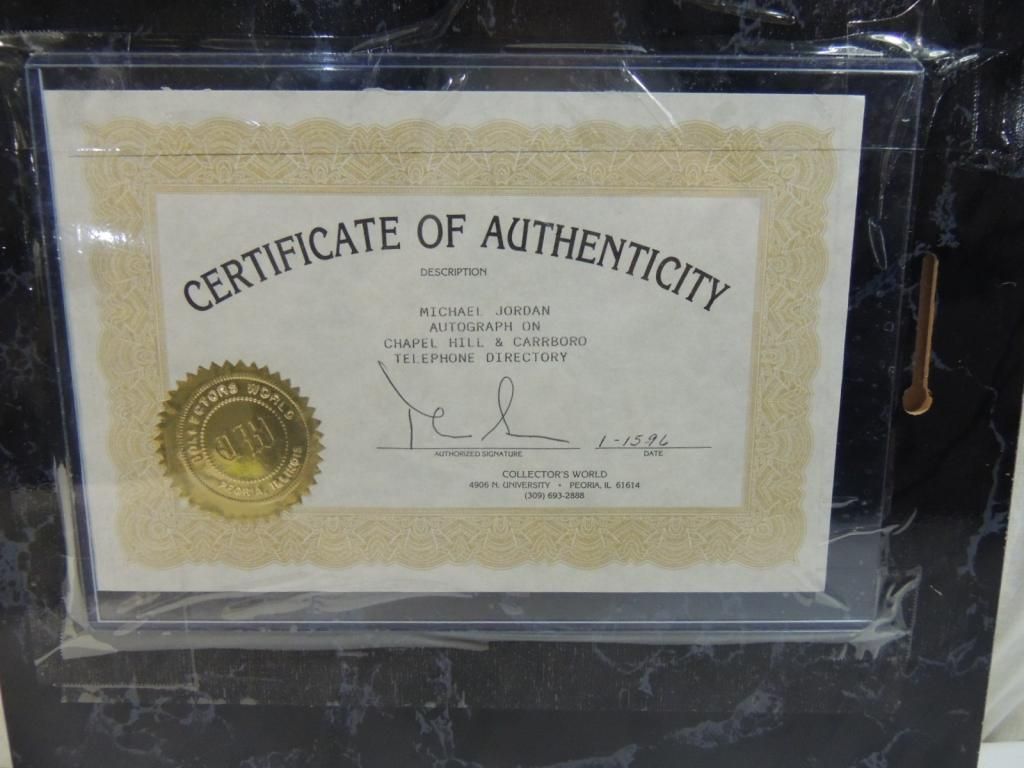 CERTIFICATE OF AUTHENTICITY
DESCRIPTION
MICHAEL JORDAN
AUTOGRAPH ON
CHAPEL HILL & CARRBORO
TELEPHONE DIRECTORY
1-15-96
AUTHORIZED SIGNATURE
DATE
COLLECTOR'S WORLD
4906 N. UNIVERSITY • PEORIA, IL 61614
(309) 693-2888
COLLECTORS WORLD
PEORIA, ILLINOIS